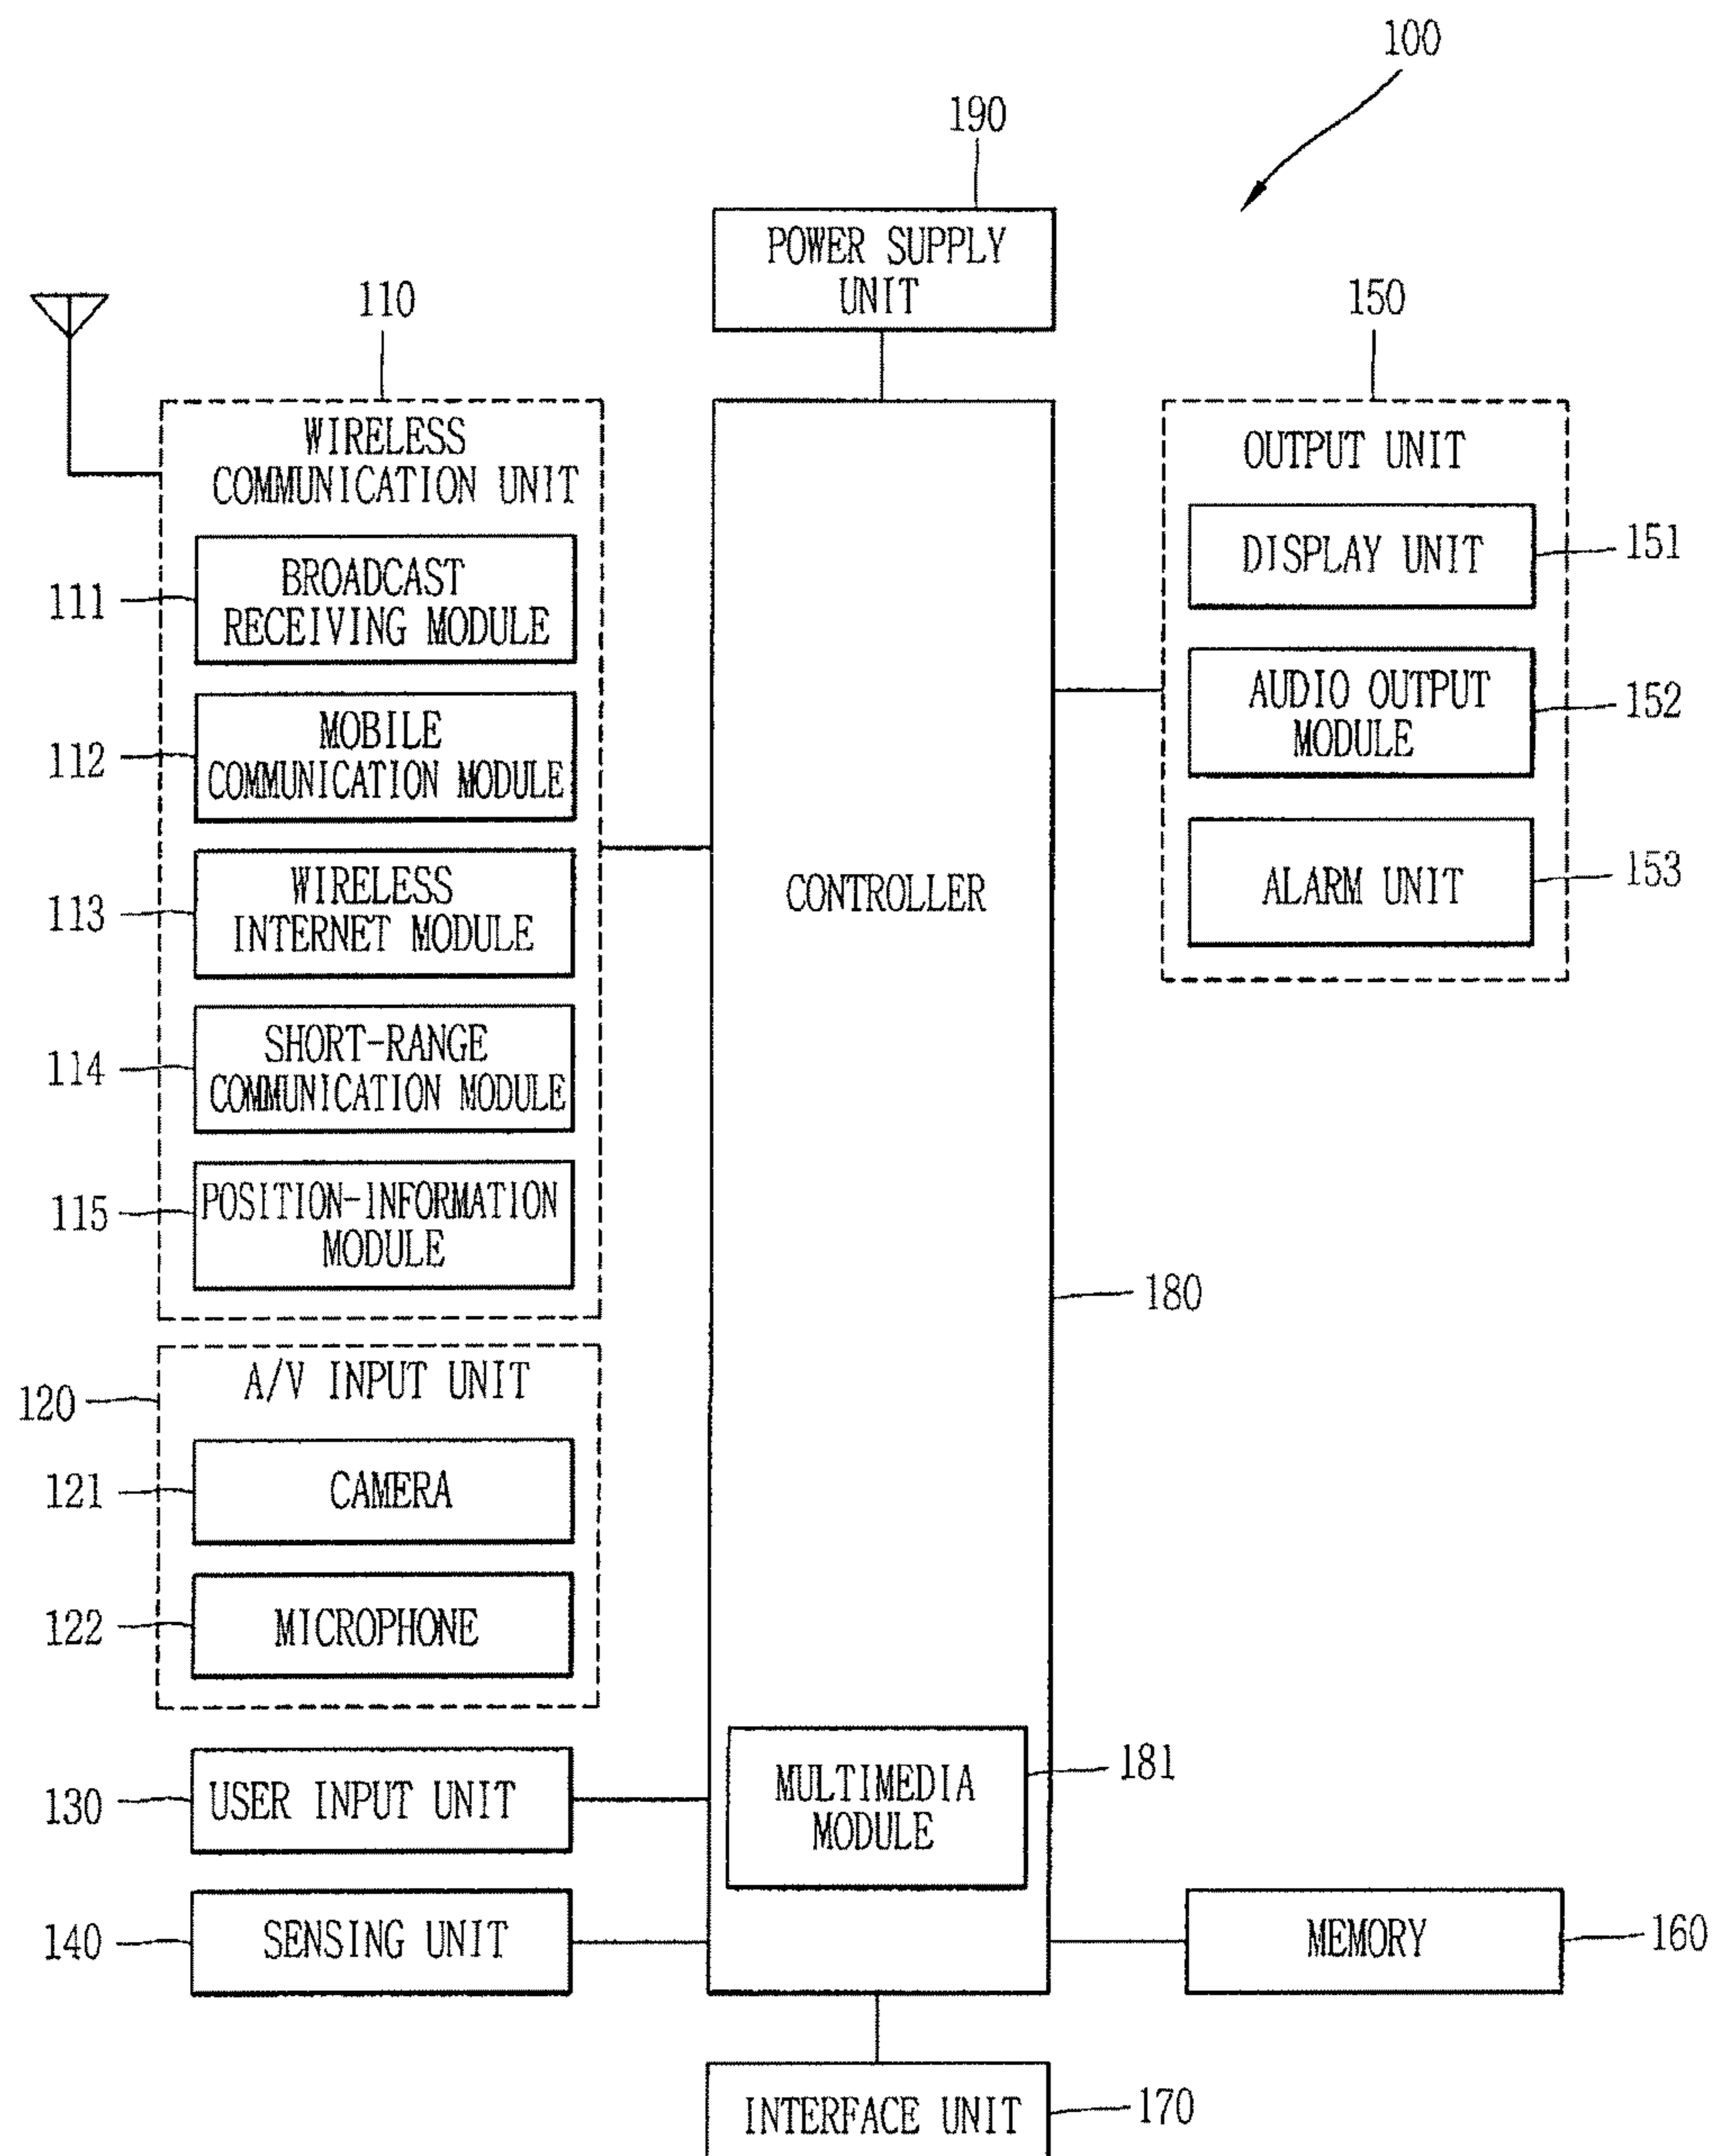 100
190
POWER SUPPLY
UNIT
110
WIRELESS
COMMUNICATION UNIT
111
BROADCAST
RECEIVING MODULE
112
MOBILE
COMMUNICATION MODULE
113
WIRELESS
INTERNET MODULE
114
SHORT-RANGE
COMMUNICATION MODULE
115
POSITION-INFORMATION
MODULE
120
A/V INPUT UNIT
121
CAMERA
122
MICROPHONE
130
USER INPUT UNIT
140
SENSING UNIT
CONTROLLER
180
MULTIMEDIA
MODULE
181
150
OUTPUT UNIT
DISPLAY UNIT
151
AUDIO OUTPUT
MODULE
152
ALARM UNIT
153
MEMORY
160
INTERFACE UNIT
170